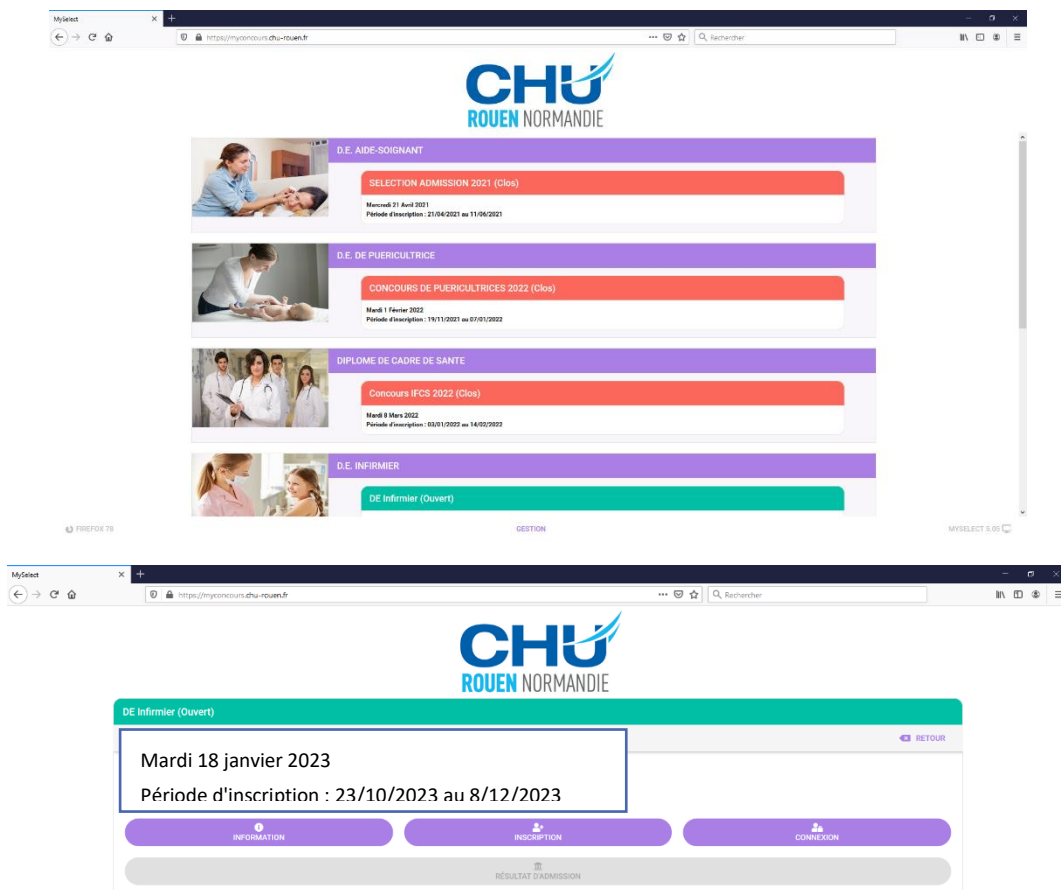 MySelect
https://myconcours.chu-rouen.fr
Rechercher
CHU
ROUEN NORMANDIE
D.E. AIDE-SOIGNANT
SELECTION ADMISSION 2021 (Clos)
Mercredi 21 Avril 2021
Période d'inscription : 21/04/2021 au 11/06/2021
D.E. DE PUERICULTRICE
CONCOURS DE PUERICULTRICES 2022 (Clos)
Mardi 1 Février 2022
Période d'inscription : 19/11/2021 au 07/01/2022
DIPLOME DE CADRE DE SANTE
Concours IFCS 2022 (Clos)
Mardi 8 Mars 2022
Période d'inscription : 03/01/2022 au 14/02/2022
D.E. INFIRMIER
DE Infirmier (Ouvert)
FIREFOX 78 GESTION MYSELECT 5.05
MySelect
https://myconcours.chu-rouen.fr
Rechercher
CHU
ROUEN NORMANDIE
DE Infirmier (Ouvert)
RETOUR
Mardi 18 janvier 2023
Période d'inscription : 23/10/2023 au 8/12/2023
INFORMATION INSCRIPTION CONNEXION
RÉSULTAT D'ADMISSION